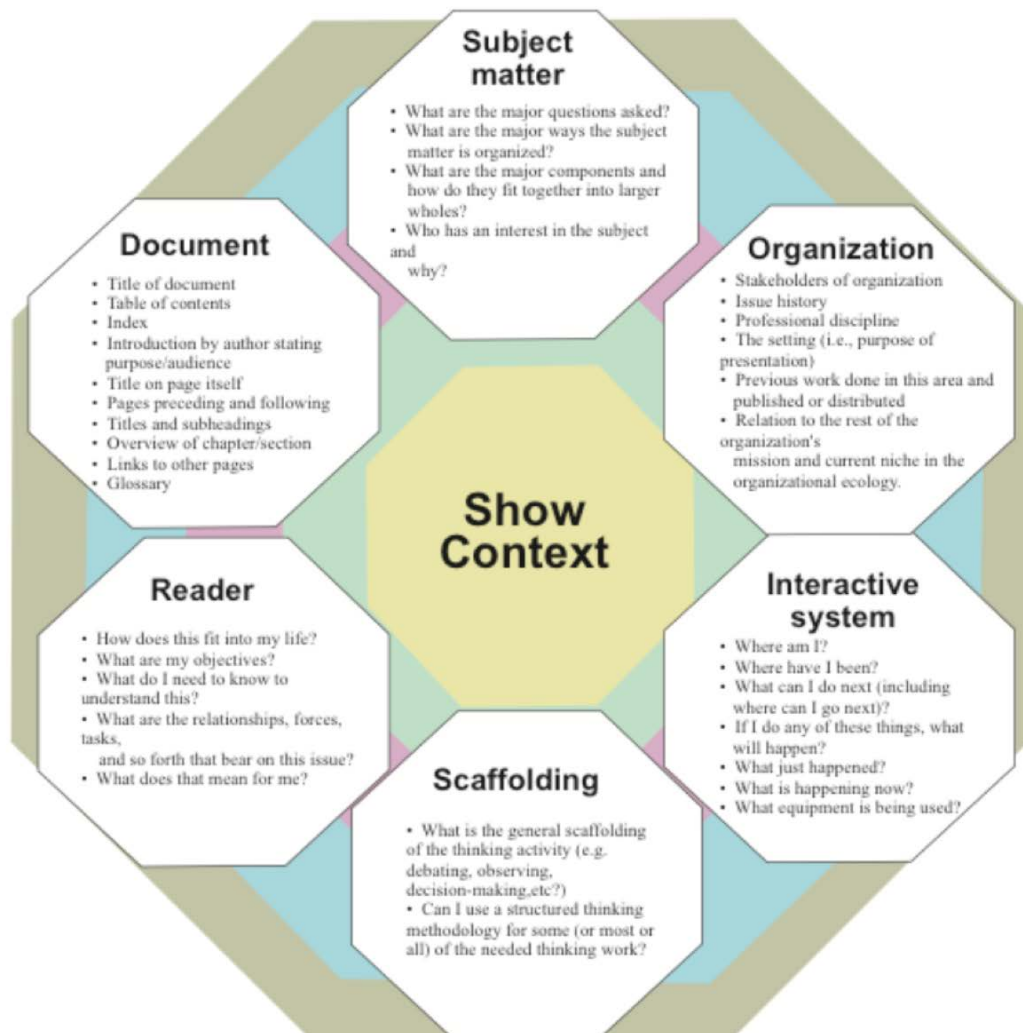 Subject
matter
• What are the major questions asked?
• What are the major ways the subject
matter is organized?
• What are the major components and
how do they fit together into larger
wholes?
• Who has an interest in the subject
and
why?
Document
• Title of document
• Table of contents
• Index
• Introduction by author stating
purpose/audience
• Title on page itself
• Pages preceding and following
• Titles and subheadings
• Overview of chapter/section
• Links to other pages
• Glossary
Organization
• Stakeholders of organization
• Issue history
• Professional discipline
• The setting (i.e., purpose of
presentation)
• Previous work done in this area and
published or distributed
• Relation to the rest of the
organization's
mission and current niche in the
organizational ecology.
Show
Context
Reader
• How does this fit into my life?
• What are my objectives?
• What do I need to know to
understand this?
• What are the relationships, forces,
tasks,
and so forth that bear on this issue?
• What does that mean for me?
Interactive
system
• Where am I?
• Where have I been?
• What can I do next (including
where can I go next)?
• If I do any of these things, what
will happen?
• What just happened?
• What is happening now?
• What equipment is being used?
Scaffolding
• What is the general scaffolding
of the thinking activity (e.g.
debating, observing,
decision-making,etc?)
• Can I use a structured thinking
methodology for some (or most or
all) of the needed thinking work?